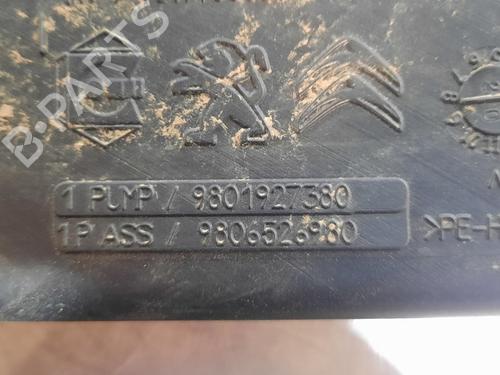 B-PARTS
1 PUMP / 9801927380
1P ASS / 9806526980
>PE-H